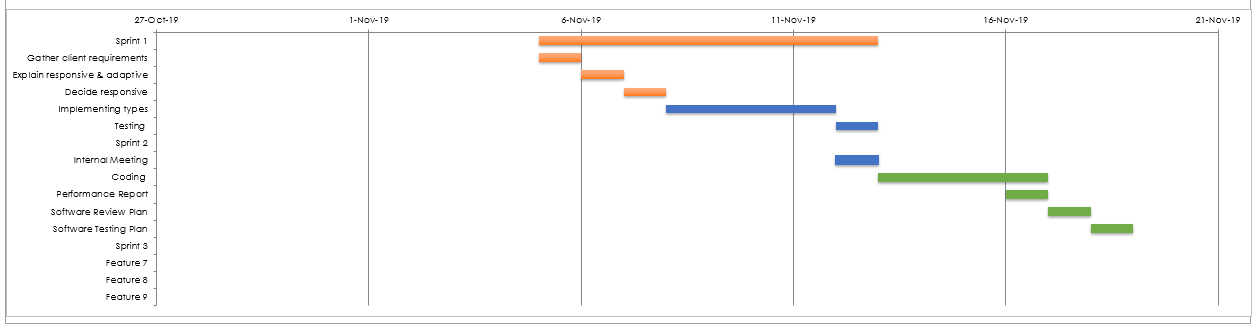 27-Oct-19 1-Nov-19 6-Nov-19 11-Nov-19 16-Nov-19 21-Nov-19
Sprint 1
Gather client requirements
Explain responsive & adaptive
Decide responsive
Implementing types
Testing
Sprint 2
Internal Meeting
Coding
Performance Report
Software Review Plan
Software Testing Plan
Sprint 3
Feature 7
Feature 8
Feature 9